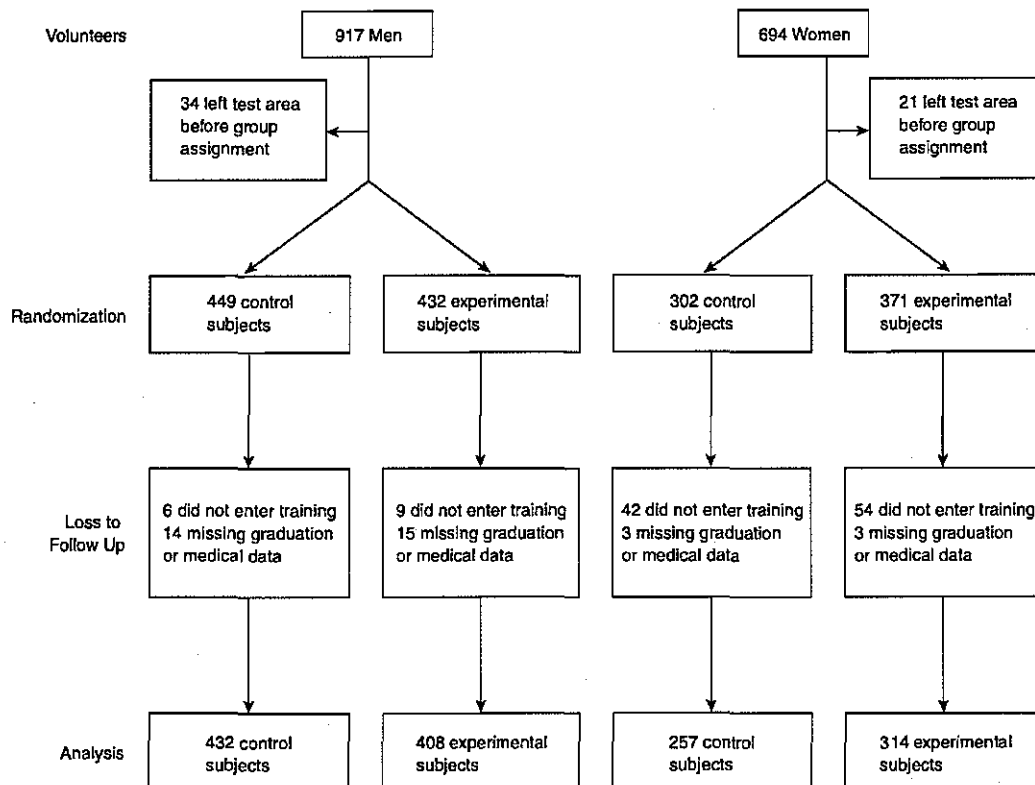 Volunteers
917 Men
694 Women
34 left test area
before group
assignment
21 left test area
before group
assignment
Randomization
449 control
subjects
432 experimental
subjects
302 control
subjects
371 experimental
subjects
Loss to
Follow Up
6 did not enter training
14 missing graduation
or medical data
9 did not enter training
15 missing graduation
or medical data
42 did not enter training
3 missing graduation
or medical data
54 did not enter training
3 missing graduation
or medical data
Analysis
432 control
subjects
408 experimental
subjects
257 control
subjects
314 experimental
subjects